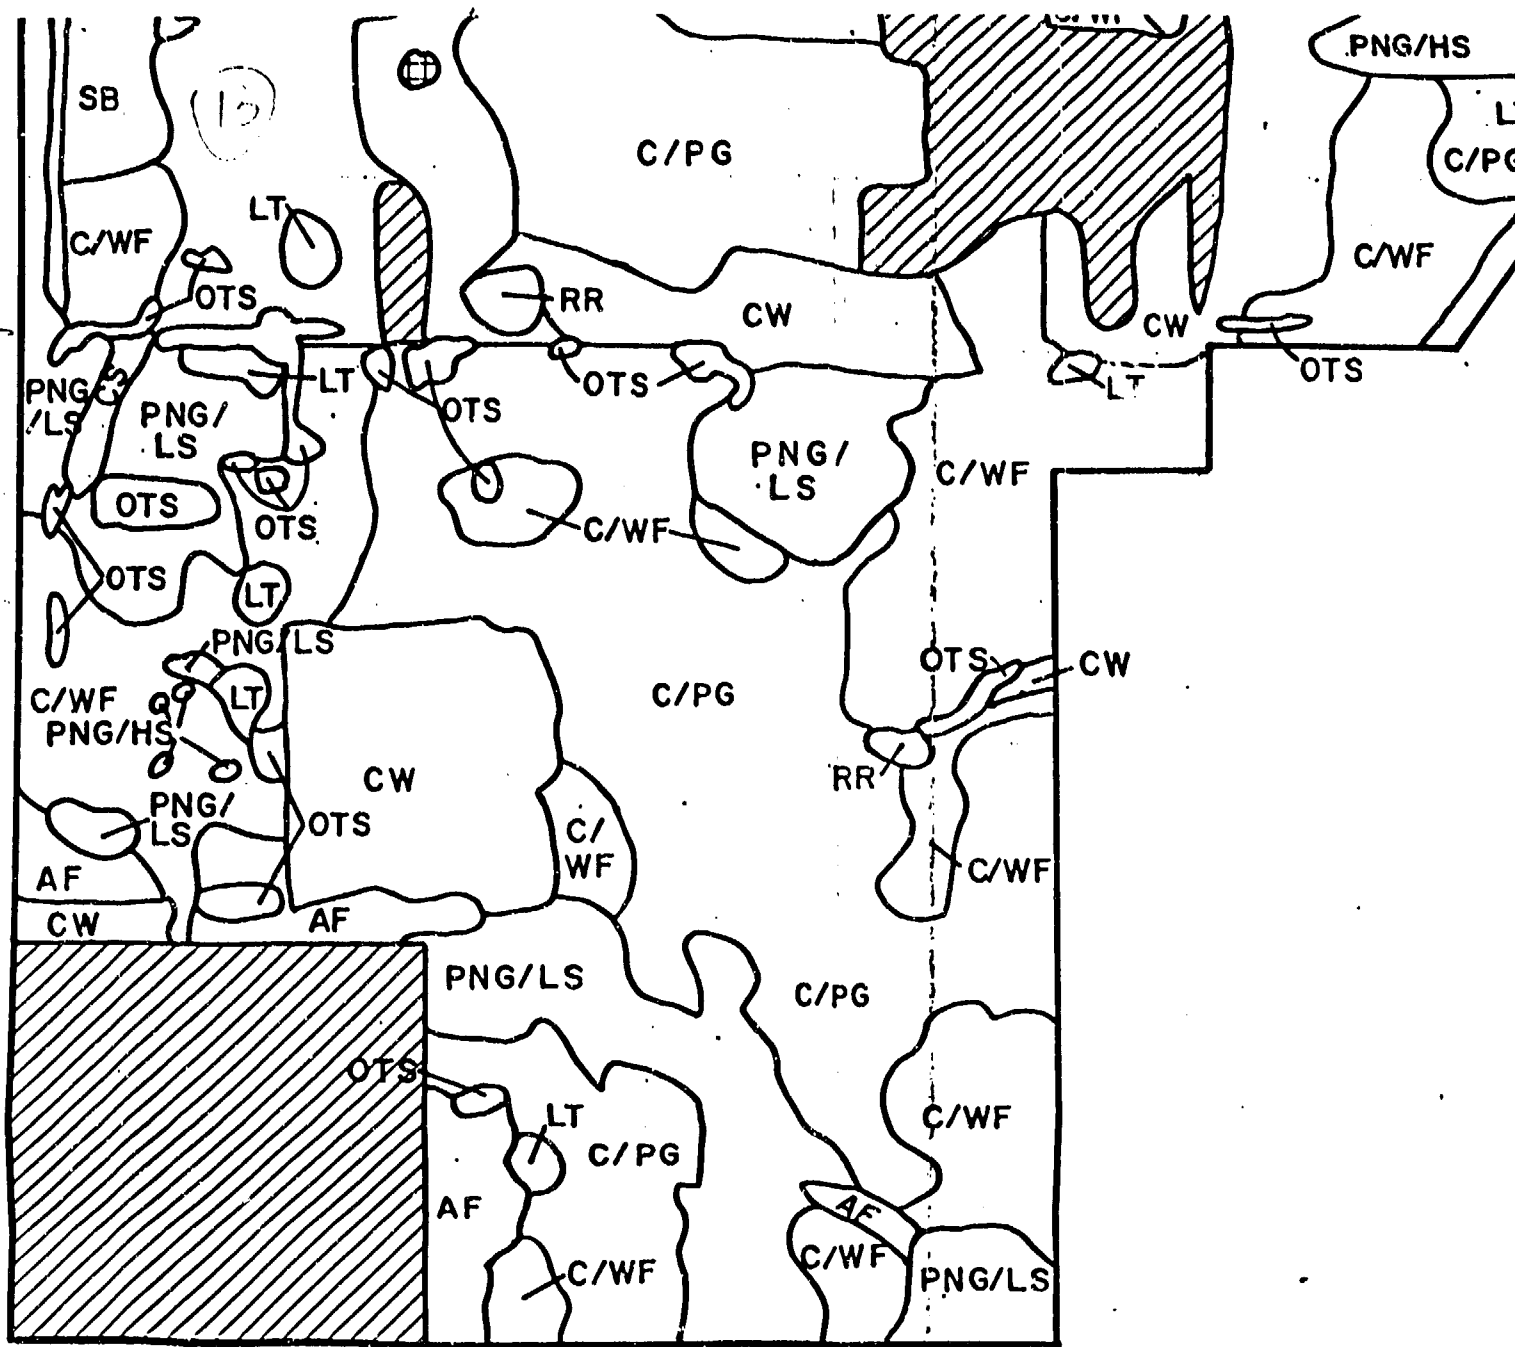 PNG/HS
SB
13
C/PG
C/PG
LT
C/WF
C/WF
OTS
RR
CW
CW
OTS
PNG
/LS
CS
LT
OTS
OTS
LT
PNG/
LS
PNG/
LS
C/WF
OTS
OTS
C/WF
OTS
LT
PNG/LS
OTS
CW
C/WF
LT
C/PG
PNG/HS
CW
RR
PNG/
LS
OTS
C/
WF
C/WF
AF
CW
AF
PNG/LS
C/PG
OTS
LT
C/WF
C/PG
AF
AF
C/WF
C/WF
PNG/LS